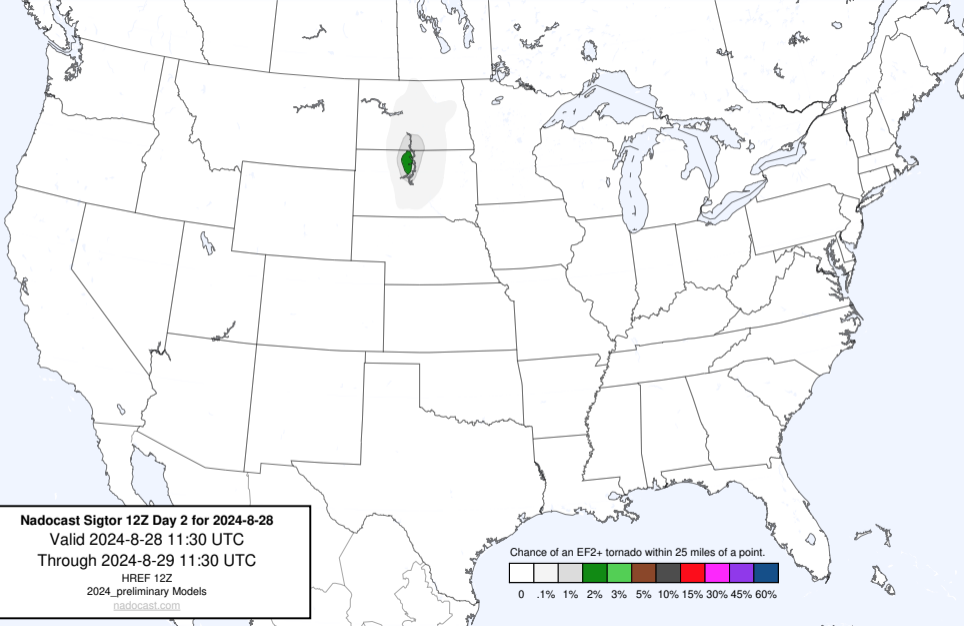 Nadocast Sigtor 12Z Day 2 for 2024-8-28
Valid 2024-8-28 11:30 UTC
Through 2024-8-29 11:30 UTC
HREF 12Z
2024_preliminary Models
nadocast.com
Chance of an EF2+ tornado within 25 miles of a point.
0 .1% 1% 2% 3% 5% 10% 15% 30% 45% 60%